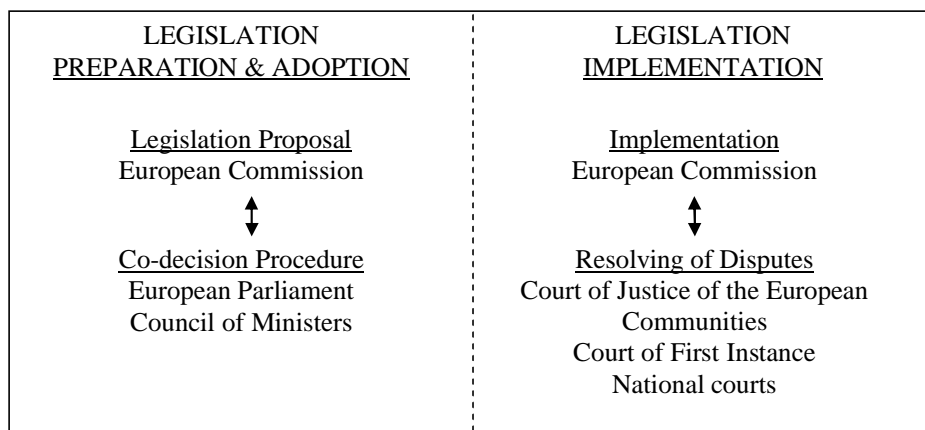 LEGISLATION
PREPARATION & ADOPTION
Legislation Proposal
European Commission
Co-decision Procedure
European Parliament
Council of Ministers
LEGISLATION
IMPLEMENTATION
Implementation
European Commission
Resolving of Disputes
Court of Justice of the European
Communities
Court of First Instance
National courts